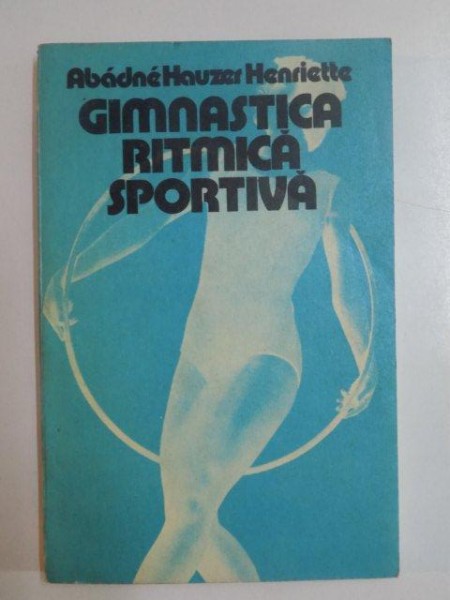 Abádné Hauzer Henriette
GIMNASTICA
RITMICĂ
SPORTIVĂ